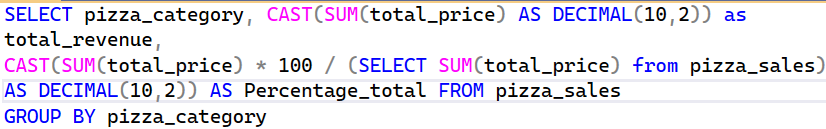 SELECT pizza_category, CAST(SUM(total_price) AS DECIMAL(10,2)) as
total_revenue,
CAST(SUM(total_price) * 100 / (SELECT SUM(total_price) from pizza_sales)
AS DECIMAL(10,2)) AS Percentage_total FROM pizza_sales
GROUP BY pizza_category